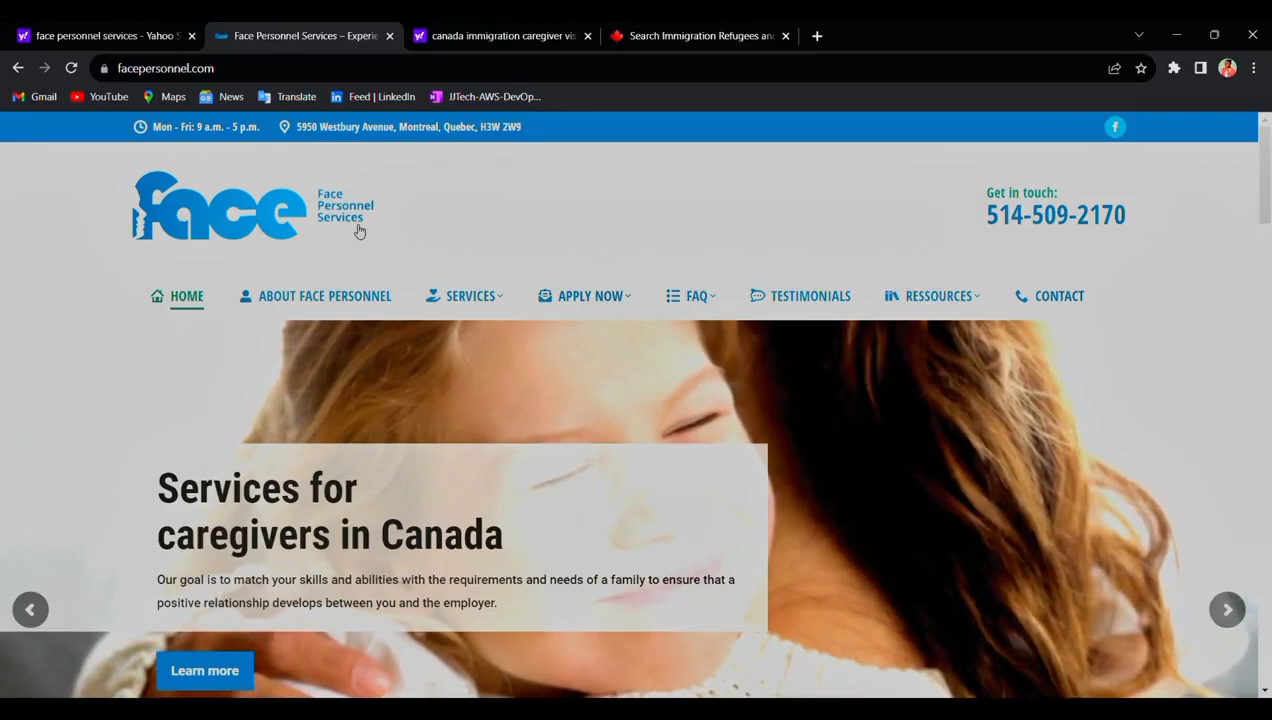 face personnel services - Yahoo S
Face Personnel Services – Experie
canada immigration caregiver vis
Search Immigration Refugees and
facepersonnel.com
Gmail
YouTube
Maps
News
Translate
Feed | LinkedIn
JJTech-AWS-DevOp...
Mon - Fri: 9 a.m. - 5 p.m.
5950 Westbury Avenue, Montreal, Quebec, H3W 2W9
face
Face
Personnel
Services
Get in touch:
514-509-2170
HOME
ABOUT FACE PERSONNEL
SERVICES
APPLY NOW
FAQ
TESTIMONIALS
RESSOURCES
CONTACT
Services for
caregivers in Canada
Our goal is to match your skills and abilities with the requirements and needs of a family to ensure that a
positive relationship develops between you and the employer.
Learn more